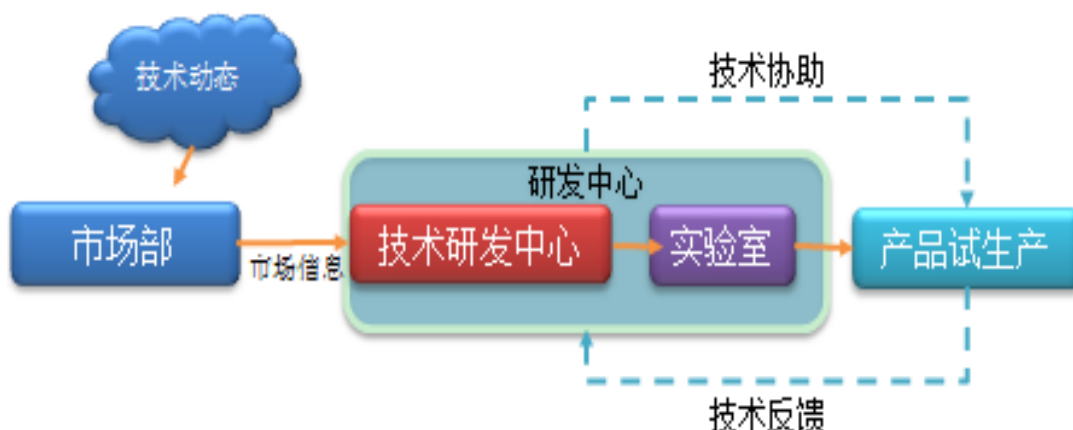 技术动态
技术协助
研发中心
市场部
市场信息
技术研发中心
实验室
产品试生产
技术反馈